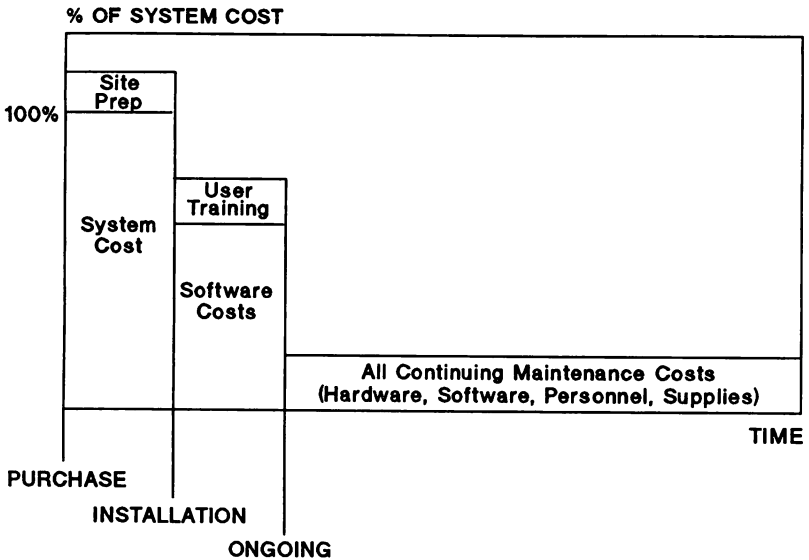 % OF SYSTEM COST
Site
Prep
100%
User
Training
System
Cost
Software
Costs
All Continuing Maintenance Costs
(Hardware, Software, Personnel, Supplies)
TIME
PURCHASE
INSTALLATION
ONGOING